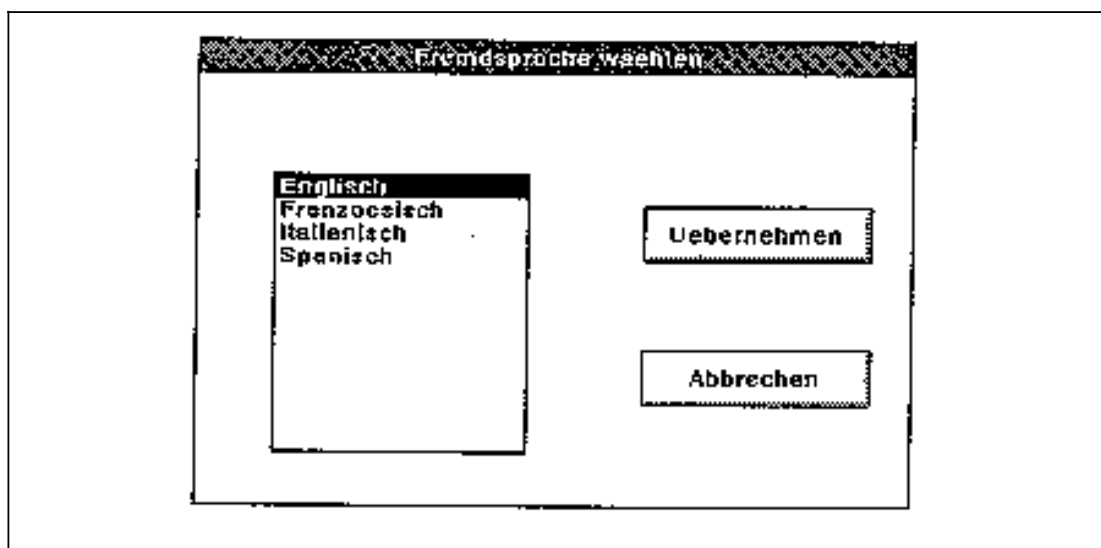 Fremdsprache waehlen
Englisch
Franzoesisch
Italienisch
Spanisch
Uebernehmen
Abbrechen